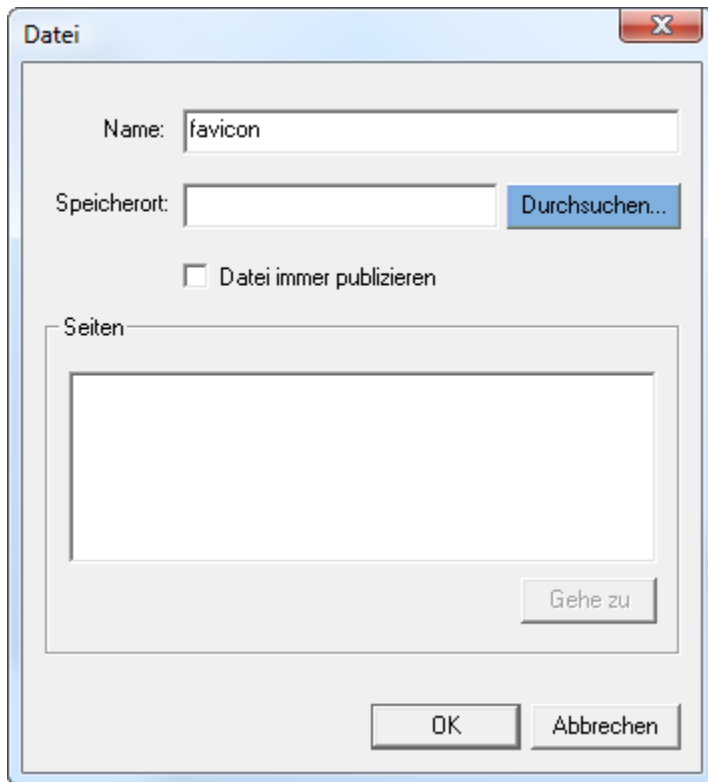 Datei
Name: favicon
Speicherort: Durchsuchen...
Datei immer publizieren
Seiten
Gehe zu
OK Abbrechen